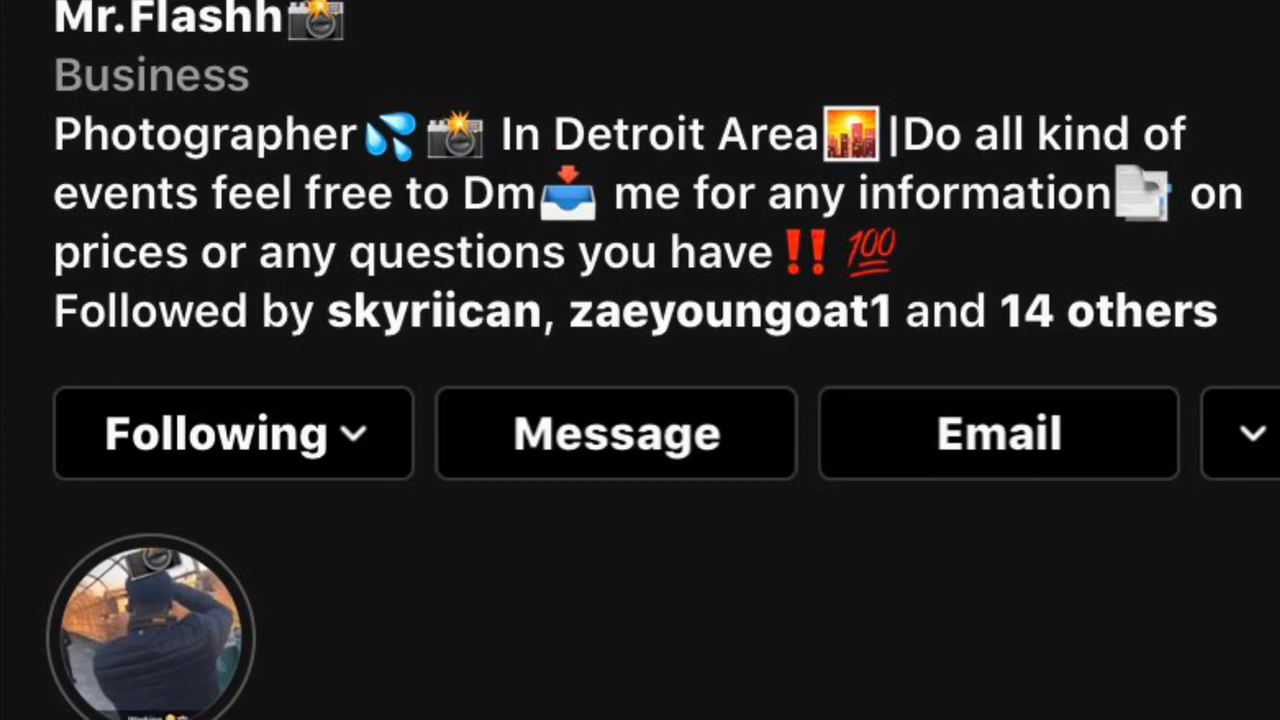 Mr.Flashh📸
Business
Photographer💦📸 In Detroit Area🌇|Do all kind of
events feel free to Dm📥 me for any information📑 on
prices or any questions you have‼️💯
Followed by skyriican, zaeyoungoat1 and 14 others
Following
Message
Email